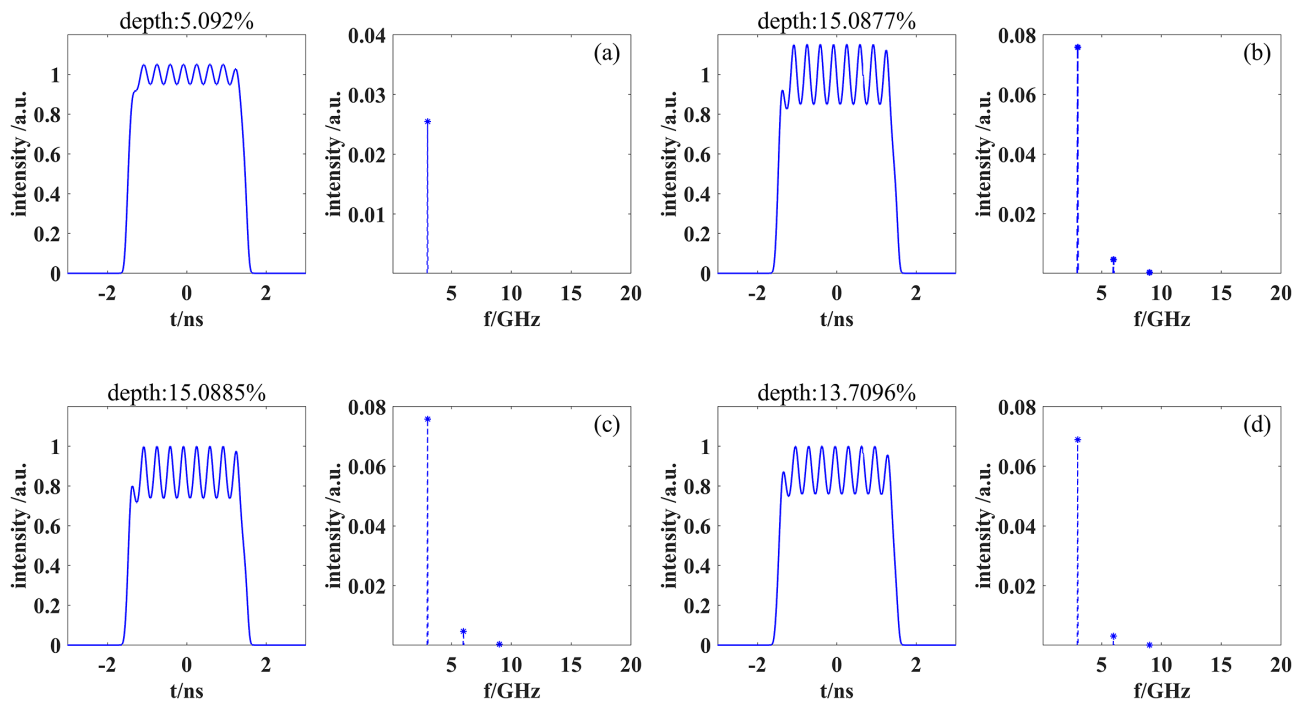 depth:5.092%
(a)
intensity /a.u.
1
0.8
0.6
0.4
0.2
0
-2
0
2
t/ns
intensity /a.u.
0.04
0.03
0.02
0.01
5
10
15
20
f/GHz
depth:15.0877%
(b)
intensity /a.u.
1
0.8
0.6
0.4
0.2
0
-2
0
2
t/ns
intensity /a.u.
0.08
0.06
0.04
0.02
5
10
15
20
f/GHz
depth:15.0885%
(c)
intensity /a.u.
1
0.8
0.6
0.4
0.2
0
-2
0
2
t/ns
intensity /a.u.
0.08
0.06
0.04
0.02
5
10
15
20
f/GHz
depth:13.7096%
(d)
intensity /a.u.
1
0.8
0.6
0.4
0.2
0
-2
0
2
t/ns
intensity /a.u.
0.08
0.06
0.04
0.02
5
10
15
20
f/GHz